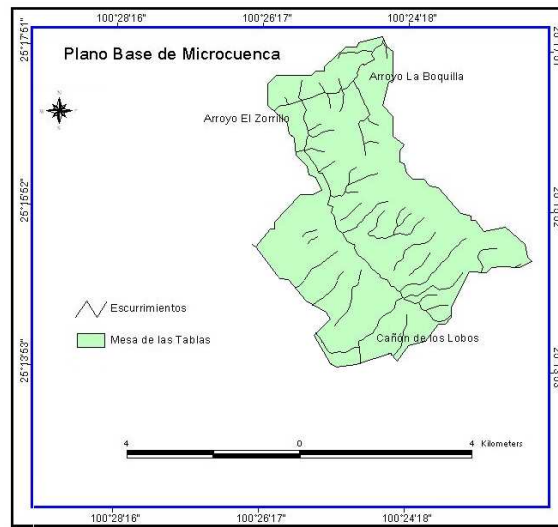 100°28'16" 100°26'17" 100°24'18"
Plano Base de Microcuenca
Arroyo La Boquilla
Arroyo El Zorrillo
25°17'51"
25°15'52"
25°13'53"
Escurrimientos
Mesa de las Tablas
Cañón de los Lobos
4 0 4 Kilometers
100°28'16" 100°26'17" 100°24'18"